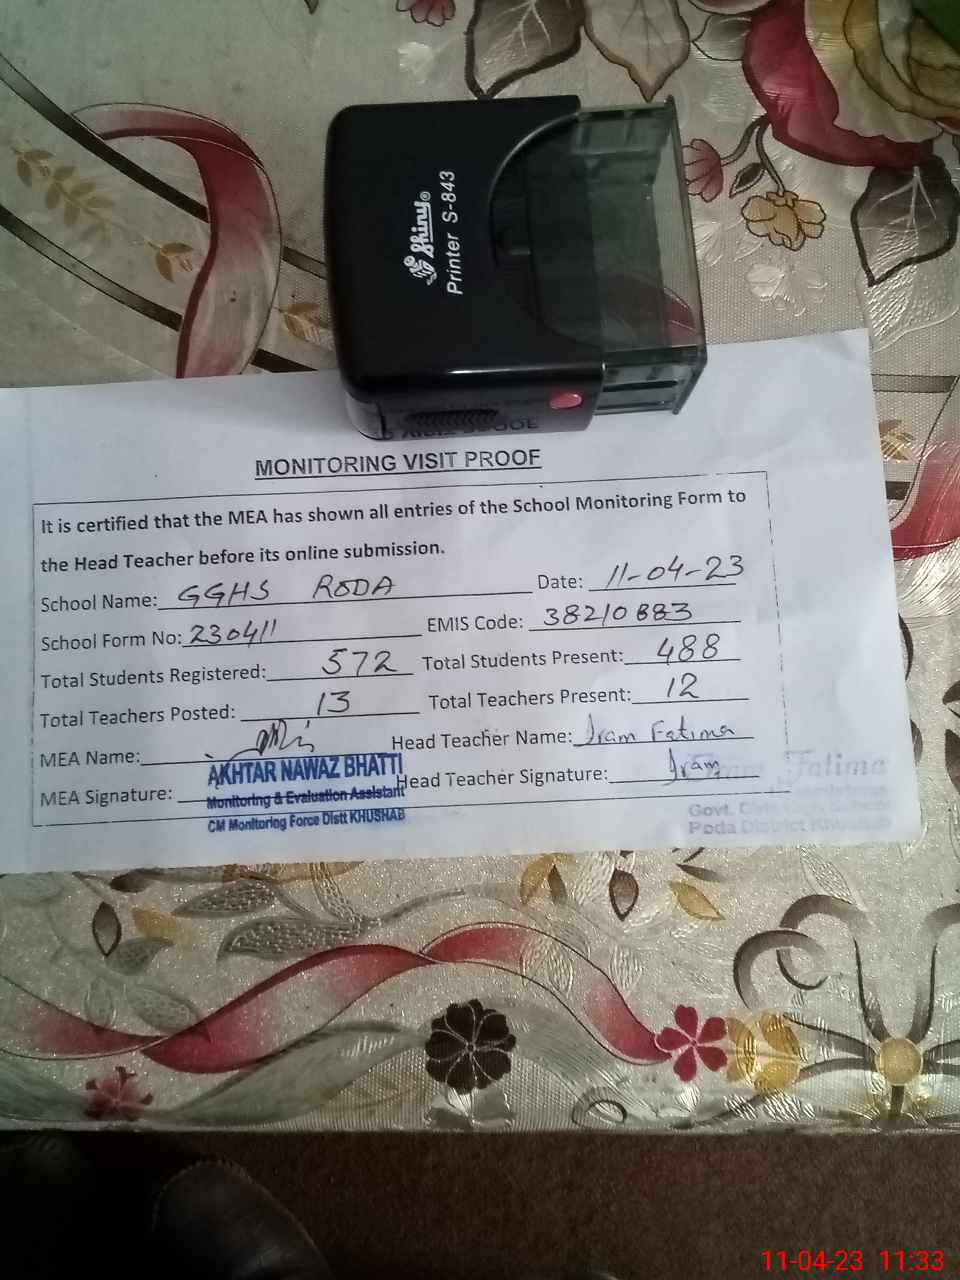 Shiny®
Printer S-843
MONITORING VISIT PROOF
It is certified that the MEA has shown all entries of the School Monitoring Form to
the Head Teacher before its online submission.
School Name: GGHS RODA Date: 11-04-23
School Form No: 230411 EMIS Code: 38210883
Total Students Registered: 572 Total Students Present: 488
Total Teachers Posted: 13 Total Teachers Present: 12
MEA Name: Head Teacher Name: Iram Fatima
MEA Signature: Head Teacher Signature: Iram
AKHTAR NAWAZ BHATTI
Monitoring & Evaluation Assistant
CM Monitoring Force Distt KHUSHAB
Fatima
Govt.
District
11-04-23 11:33